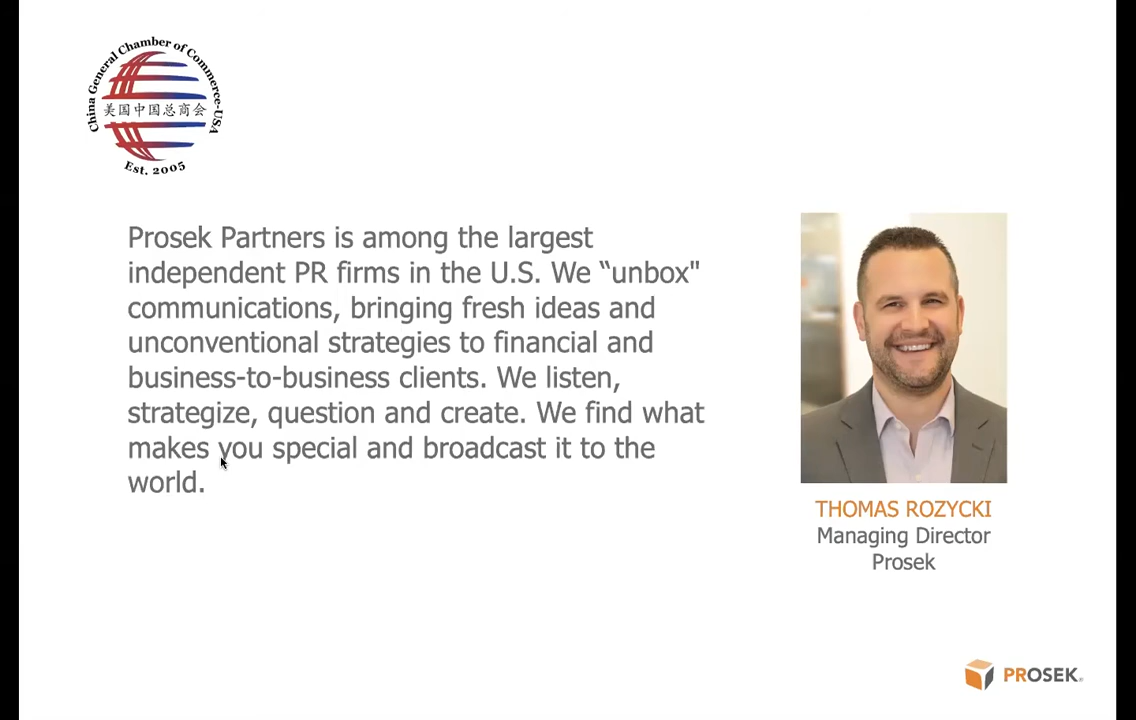 China General Chamber of Commerce-USA
美国中国总商会
Est. 2005
Prosek Partners is among the largest
independent PR firms in the U.S. We “unbox"
communications, bringing fresh ideas and
unconventional strategies to financial and
business-to-business clients. We listen,
strategize, question and create. We find what
makes you special and broadcast it to the
world.
THOMAS ROZYCKI
Managing Director
Prosek
PROSEK